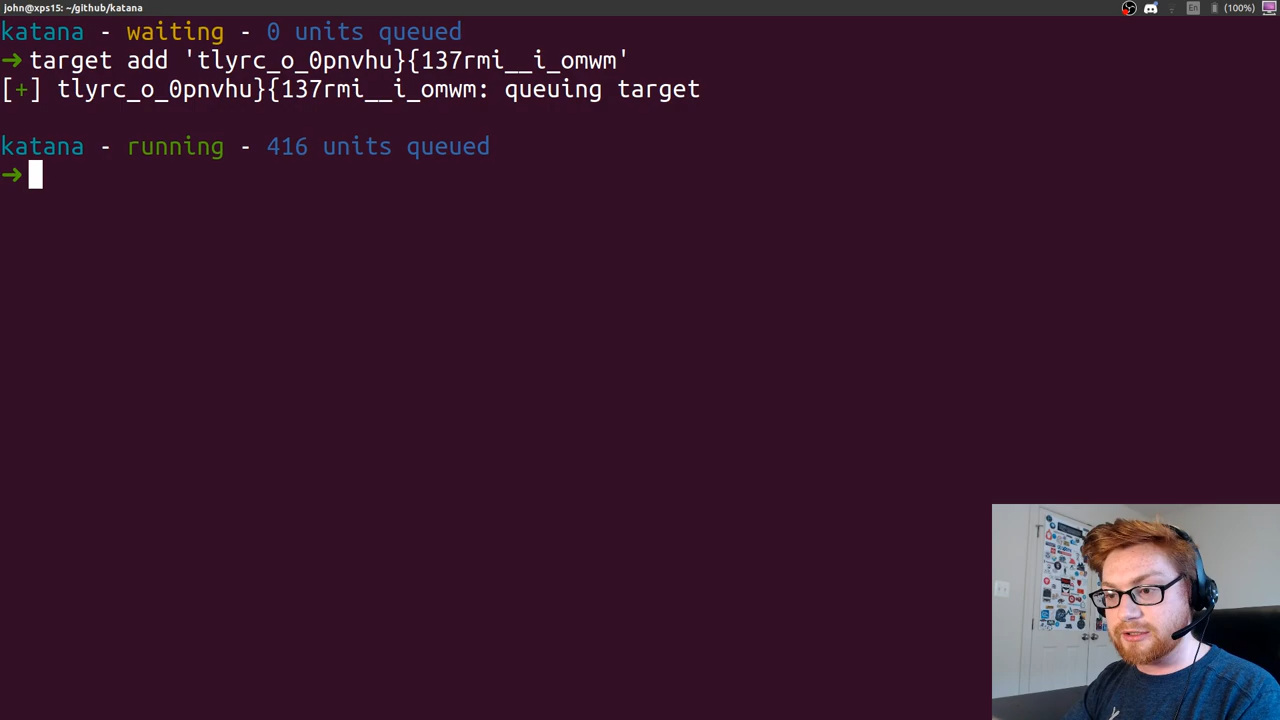 john@xps15: ~/github/katana
En
(100%)
katana - waiting - 0 units queued
➜ target add 'tlyrc_o_0pnvhu}{137rmi__i_omwm'
[+] tlyrc_o_0pnvhu}{137rmi__i_omwm: queuing target
katana - running - 416 units queued
➜